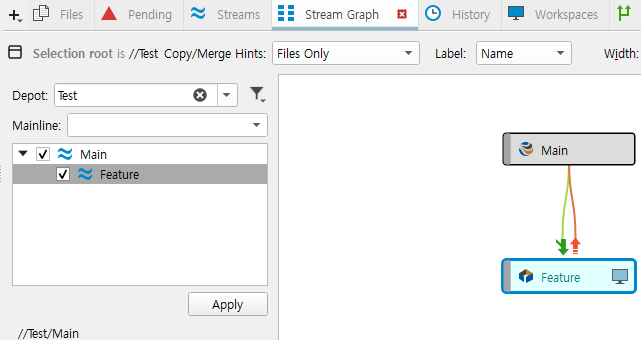 Files Pending Streams Stream Graph History Workspaces
Selection root is //Test Copy/Merge Hints: Files Only Label: Name Width:
Depot: Test
Mainline:
Main
Feature
Apply
//Test/Main
Main
Feature